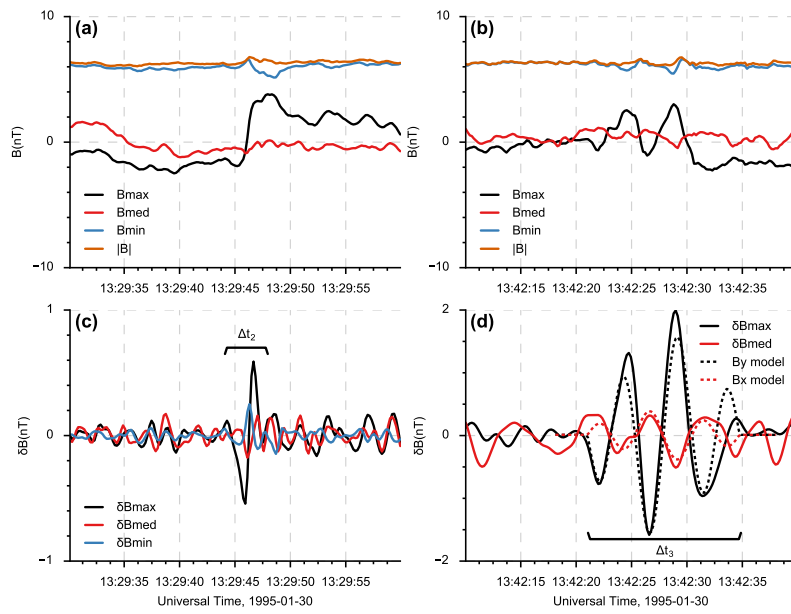 (a)
10
0
−10
B(nT)
Bmax
Bmed
Bmin
|B|
13:29:35 13:29:40 13:29:45 13:29:50 13:29:55
(b)
10
0
−10
B(nT)
Bmax
Bmed
Bmin
|B|
13:42:15 13:42:20 13:42:25 13:42:30 13:42:35
(c)
1
0
−1
δB(nT)
Δt2
δBmax
δBmed
δBmin
13:29:35 13:29:40 13:29:45 13:29:50 13:29:55
Universal Time, 1995-01-30
(d)
2
0
−2
δB(nT)
δBmax
δBmed
By model
Bx model
Δt3
13:42:15 13:42:20 13:42:25 13:42:30 13:42:35
Universal Time, 1995-01-30